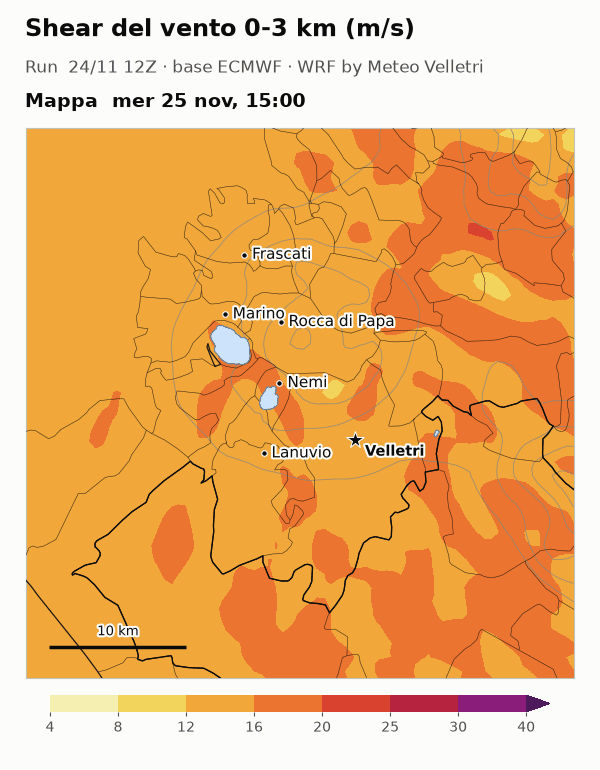 Shear del vento 0-3 km (m/s)
Run  24/11 12Z · base ECMWF · WRF by Meteo Velletri
Mappa  mer 25 nov, 15:00
Frascati
Marino
Rocca di Papa
Nemi
Velletri
Lanuvio
10 km
4 8 12 16 20 25 30 40